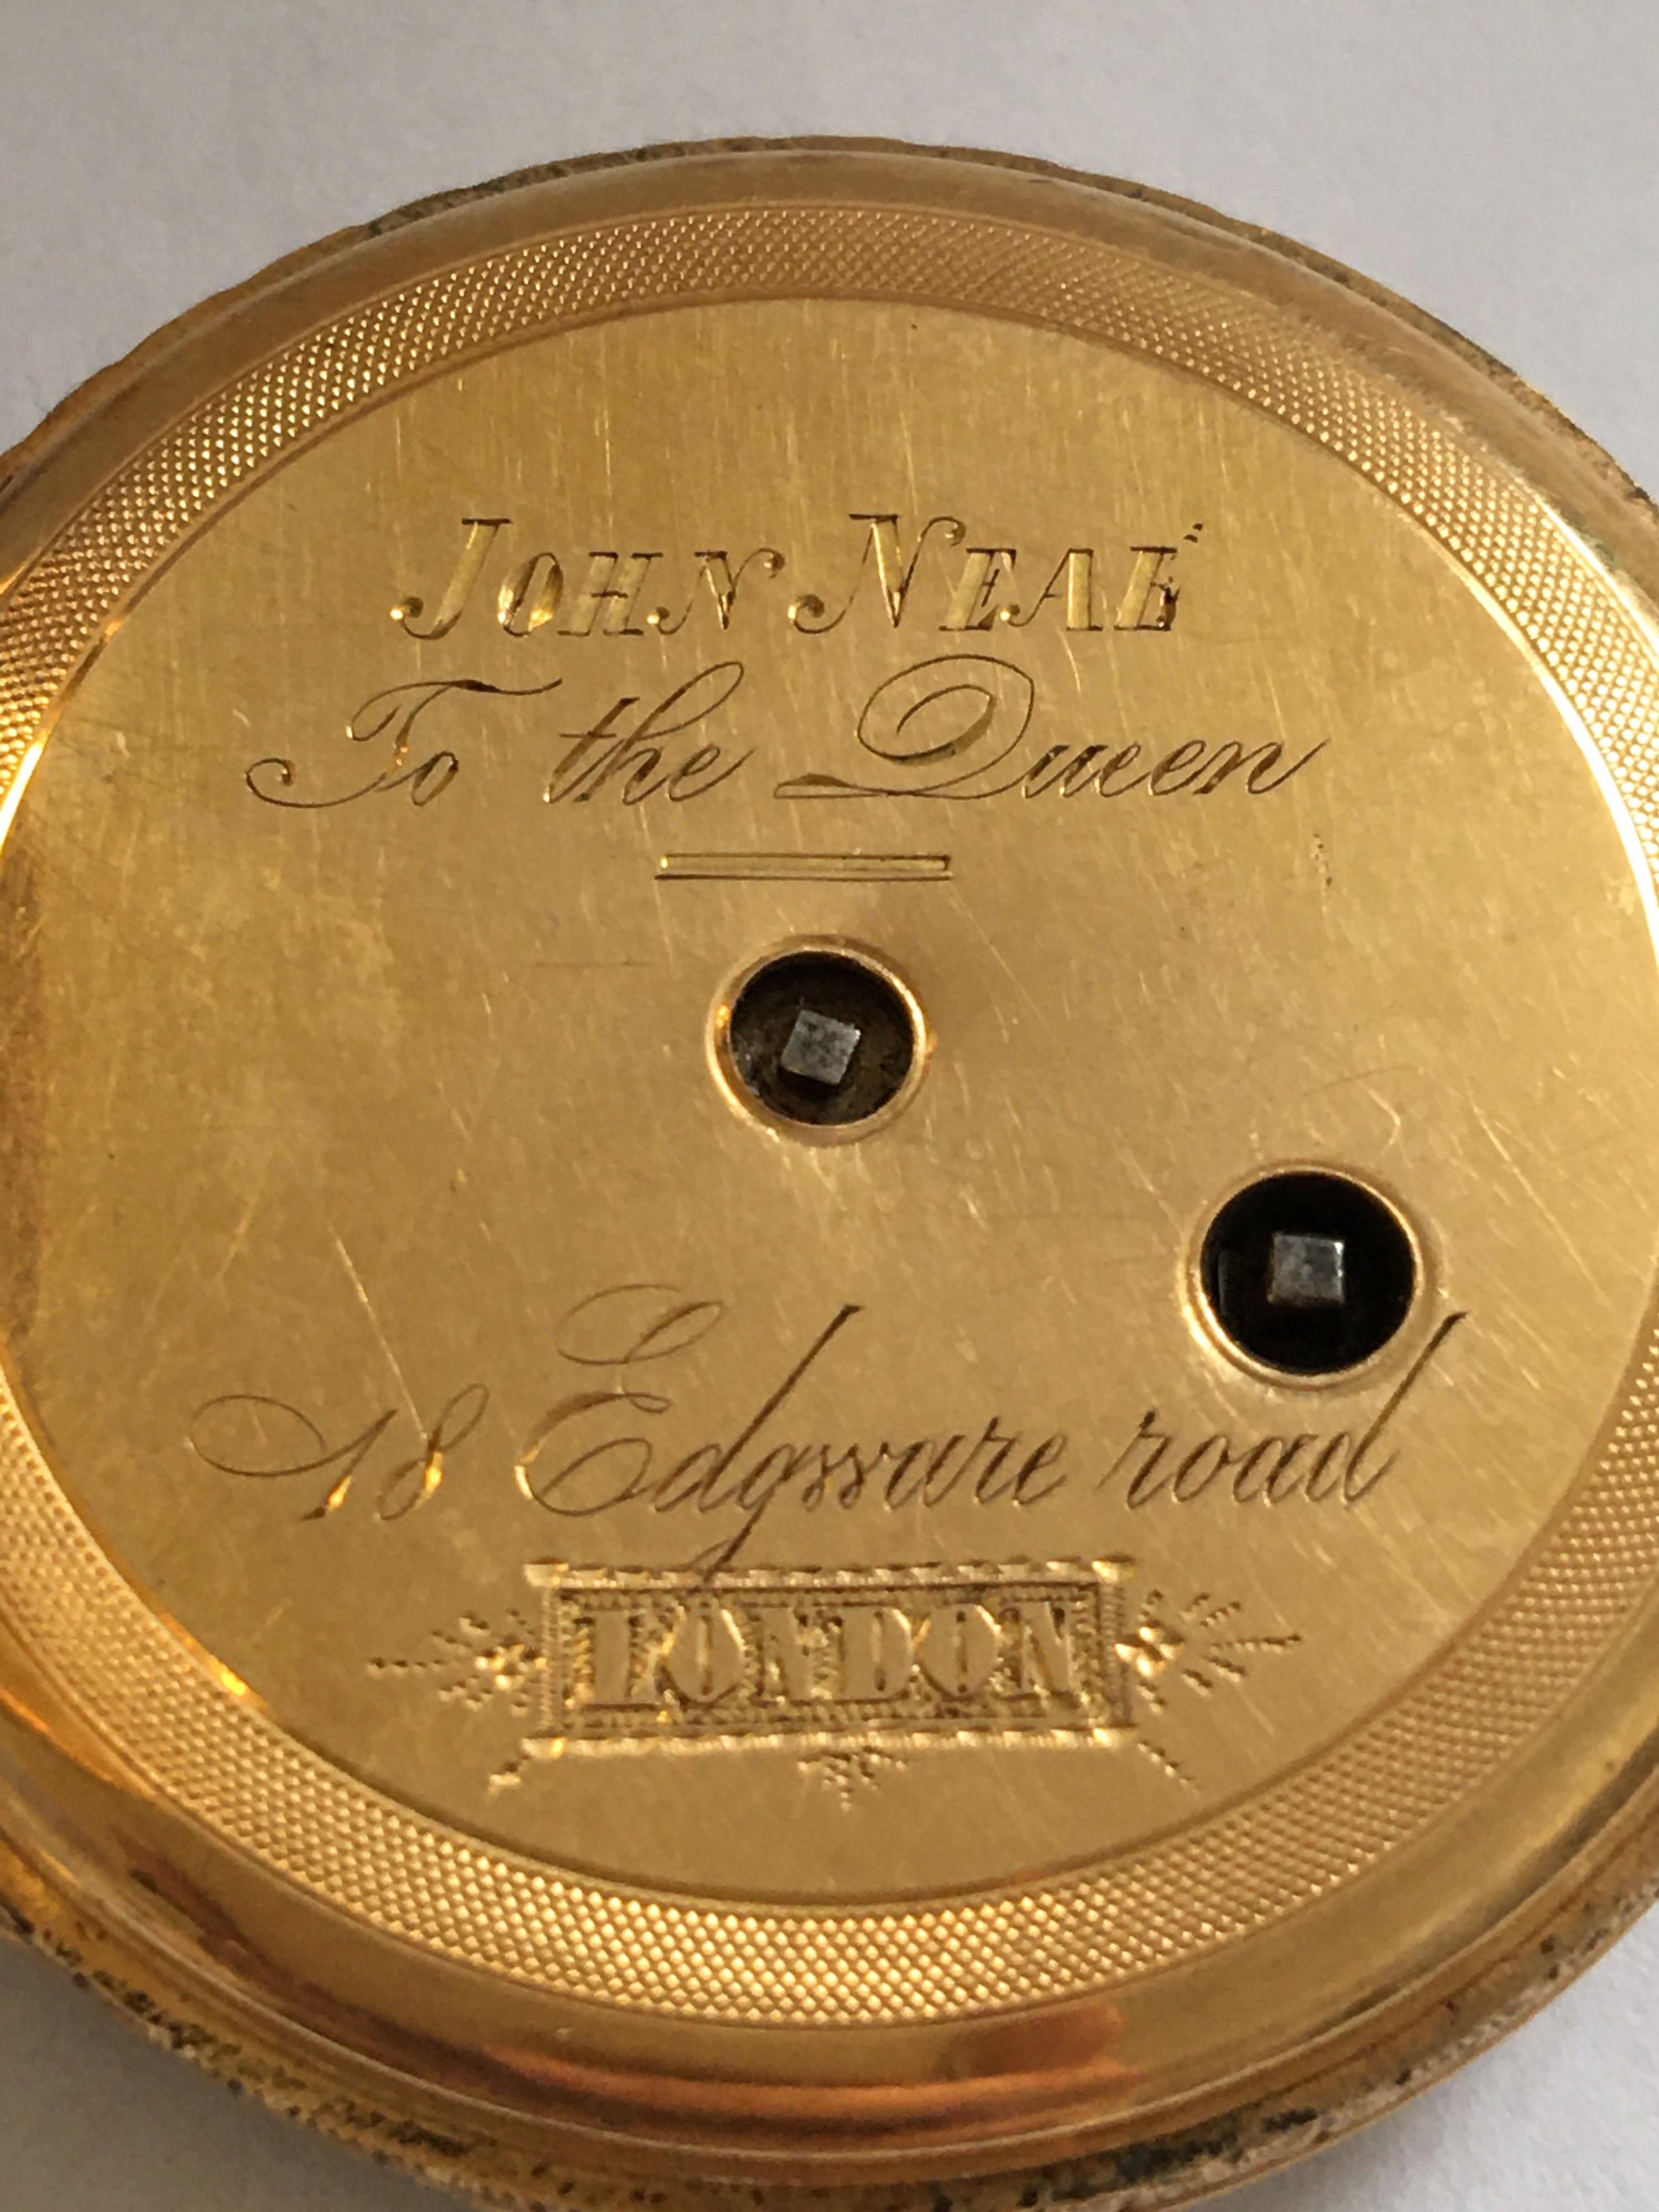 JOHN NEAL
To the Queen
18 Edgware road
LONDON